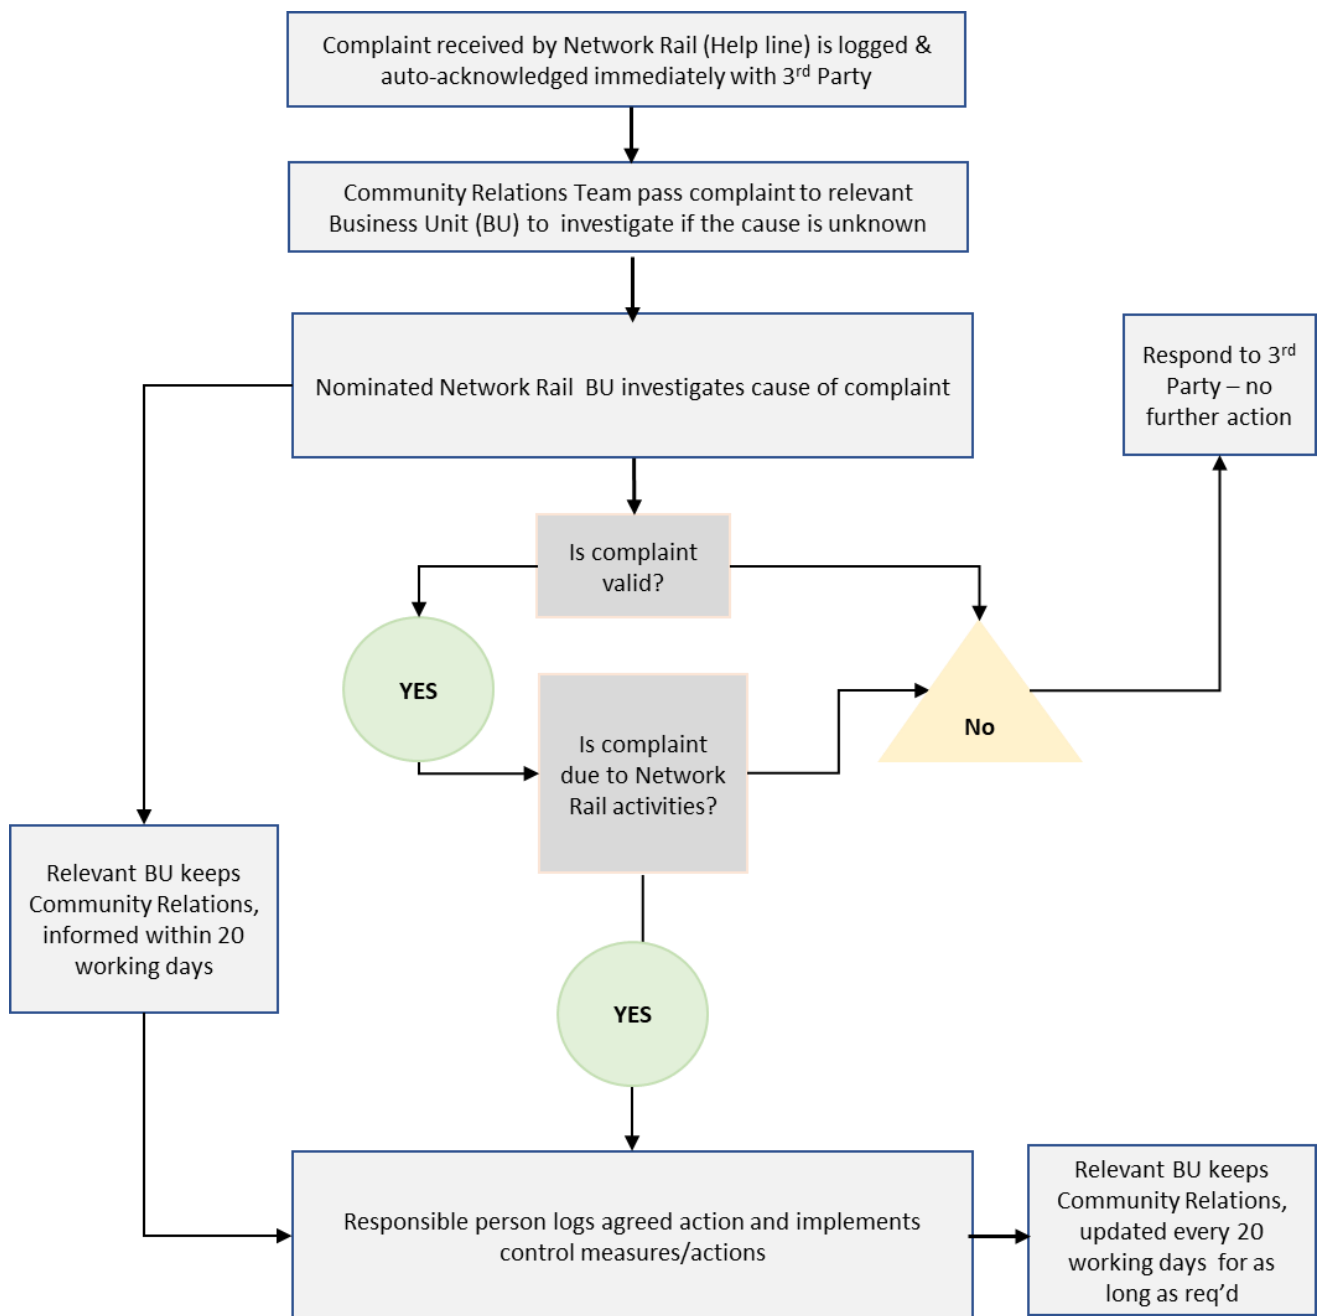 Complaint received by Network Rail (Help line) is logged &
auto-acknowledged immediately with 3rd Party
Community Relations Team pass complaint to relevant
Business Unit (BU) to investigate if the cause is unknown
Nominated Network Rail BU investigates cause of complaint
Respond to 3rd
Party – no
further action
Is complaint
valid?
YES
No
Is complaint
due to Network
Rail activities?
Relevant BU keeps
Community Relations,
informed within 20
working days
YES
Responsible person logs agreed action and implements
control measures/actions
Relevant BU keeps
Community Relations,
updated every 20
working days for as
long as req’d